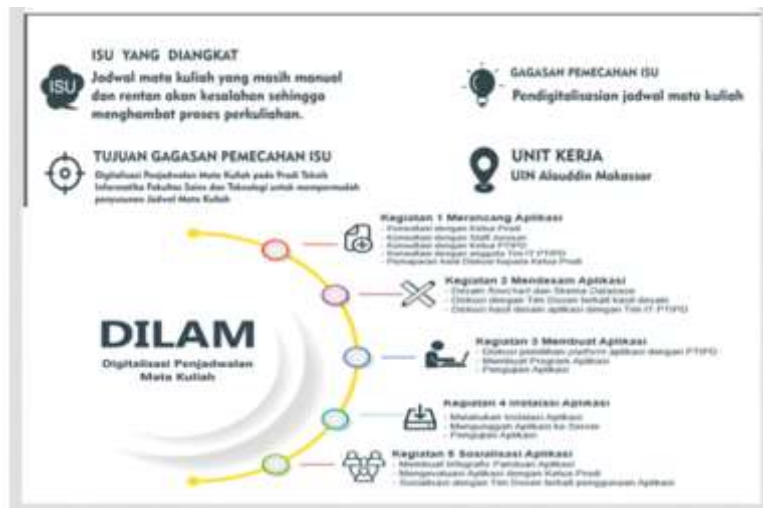 ISU YANG DIANGKAT
ISU
Jadwal mata kuliah yang masih manual
dan rentan akan kesalahan sehingga
menghambat proses perkuliahan.
GAGASAN PEMECAHAN ISU
Pendigitalisasian jadwal mata kuliah
TUJUAN GAGASAN PEMECAHAN ISU
Digitalisasi Penjadwalan Mata Kuliah pada Prodi Teknik
Informatika Fakultas Sains dan Teknologi untuk mempermudah
penyusunan Jadwal Mata Kuliah
UNIT KERJA
UIN Alauddin Makassar
DILAM
Digitalisasi Penjadwalan
Mata Kuliah
Kegiatan 1 Merancang Aplikasi
- Konsultasi dengan Ketua Prodi
- Konsultasi dengan Staff Jurusan
- Konsultasi dengan Ketua PTIPD
- Konsultasi dengan anggota Tim IT PTIPD
- Pemaparan hasil Diskusi kepada Ketua Prodi
Kegiatan 2 Mendesain Aplikasi
- Desain flowchart dan Skema Database
- Diskusi dengan Tim Dosen terkait hasil desain
- Diskusi hasil desain aplikasi dengan Tim IT PTIPD
Kegiatan 3 Membuat Aplikasi
- Diskusi pemilihan platform aplikasi dengan PTIPD
- Membuat Program Aplikasi
- Pengujian Aplikasi
Kegiatan 4 Instalasi Aplikasi
- Melakukan Instalasi Aplikasi
- Mengunggah Aplikasi ke Server
- Pengujian Aplikasi
Kegiatan 5 Sosialisasi Aplikasi
- Membuat Infografis Panduan Aplikasi
- Mengevaluasi Aplikasi dengan Ketua Prodi
- Sosialisasi dengan Tim Dosen terkait penggunaan Aplikasi